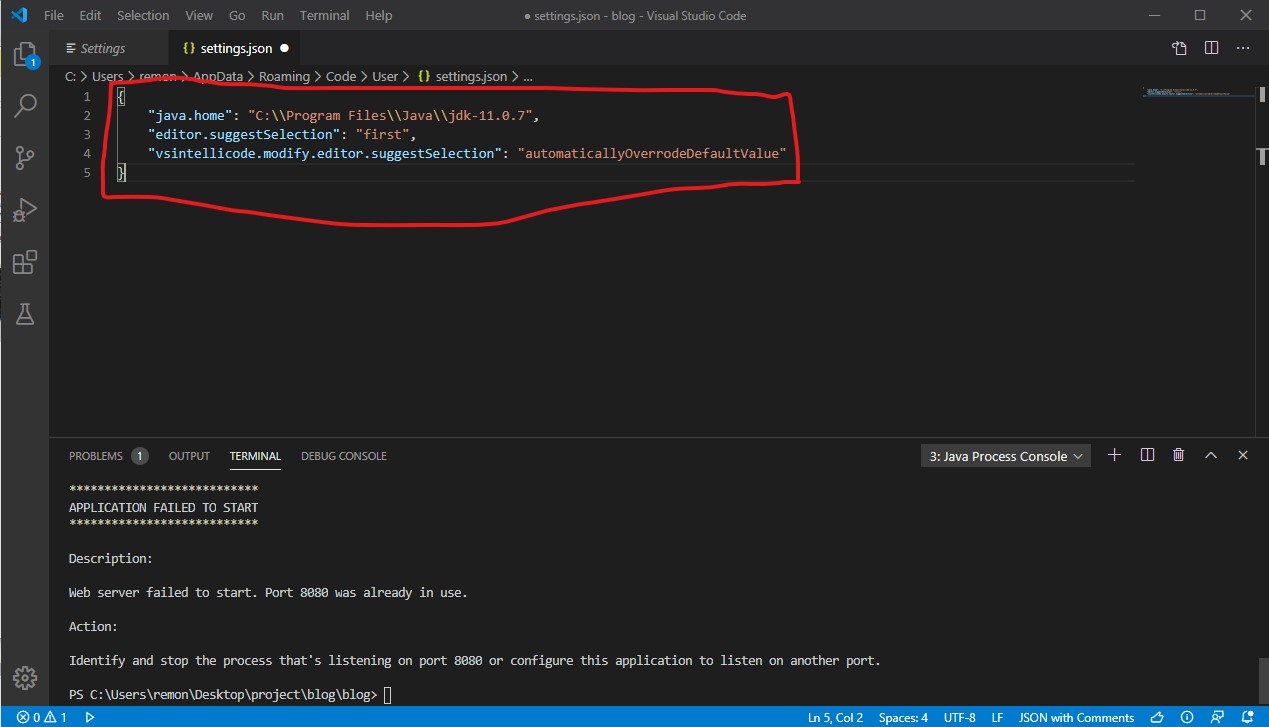 File Edit Selection View Go Run Terminal Help ● settings.json - blog - Visual Studio Code
Settings {} settings.json ●
1
C: > Users > remon > AppData > Roaming > Code > User > {} settings.json > ...
1 {
2 "java.home": "C:\\Program Files\\Java\\jdk-11.0.7",
3 "editor.suggestSelection": "first",
4 "vsintellicode.modify.editor.suggestSelection": "automaticallyOverrodeDefaultValue"
5 }
PROBLEMS 1 OUTPUT TERMINAL DEBUG CONSOLE 3: Java Process Console
***************************
APPLICATION FAILED TO START
***************************
Description:
Web server failed to start. Port 8080 was already in use.
Action:
Identify and stop the process that's listening on port 8080 or configure this application to listen on another port.
PS C:\Users\remon\Desktop\project\blog\blog>
0 1 Ln 5, Col 2 Spaces: 4 UTF-8 LF JSON with Comments